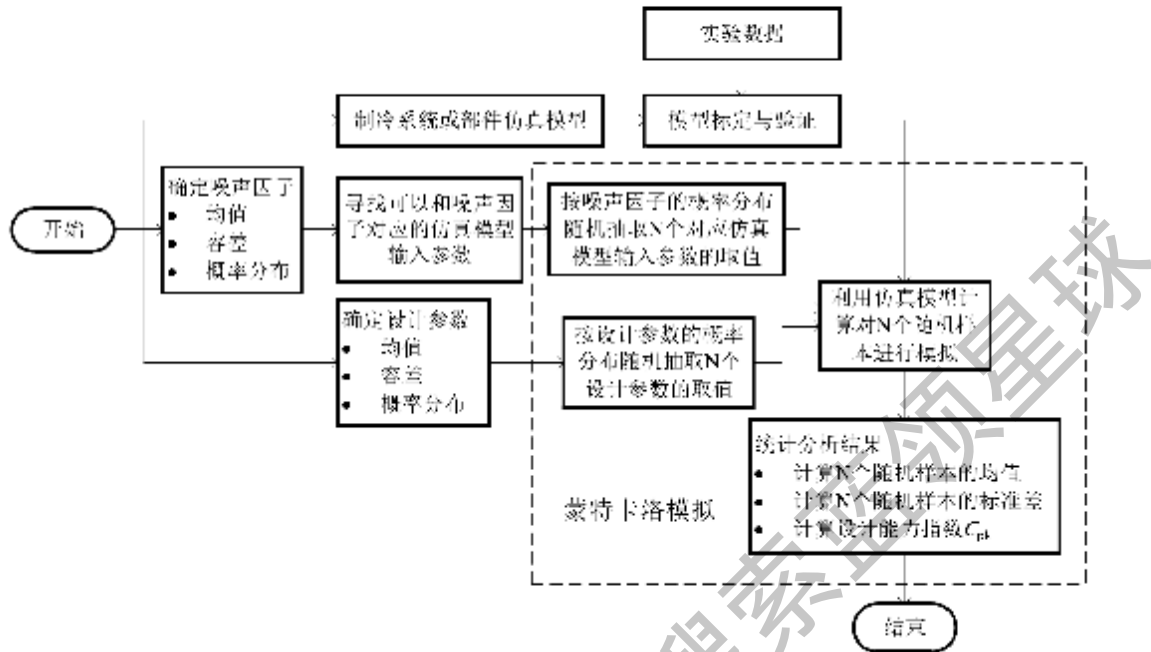 实验数据
制冷系统或部件仿真模型
模型标定与验证
开始
确定噪声因子
• 均值
• 容差
• 概率分布
寻找可以和噪声因
子对应的仿真模型
输入参数
按噪声因子的概率分布
随机抽取N个对应仿真
模型输入参数的取值
确定设计参数
• 均值
• 容差
• 概率分布
按设计参数的概率
分布随机抽取N个
设计参数的取值
利用仿真模型计
算对N个随机样
本进行模拟
统计分析结果
• 计算N个随机样本的均值
• 计算N个随机样本的标准差
• 计算设计能力指数Cpk
蒙特卡洛模拟
结束
搜索蓝领星球